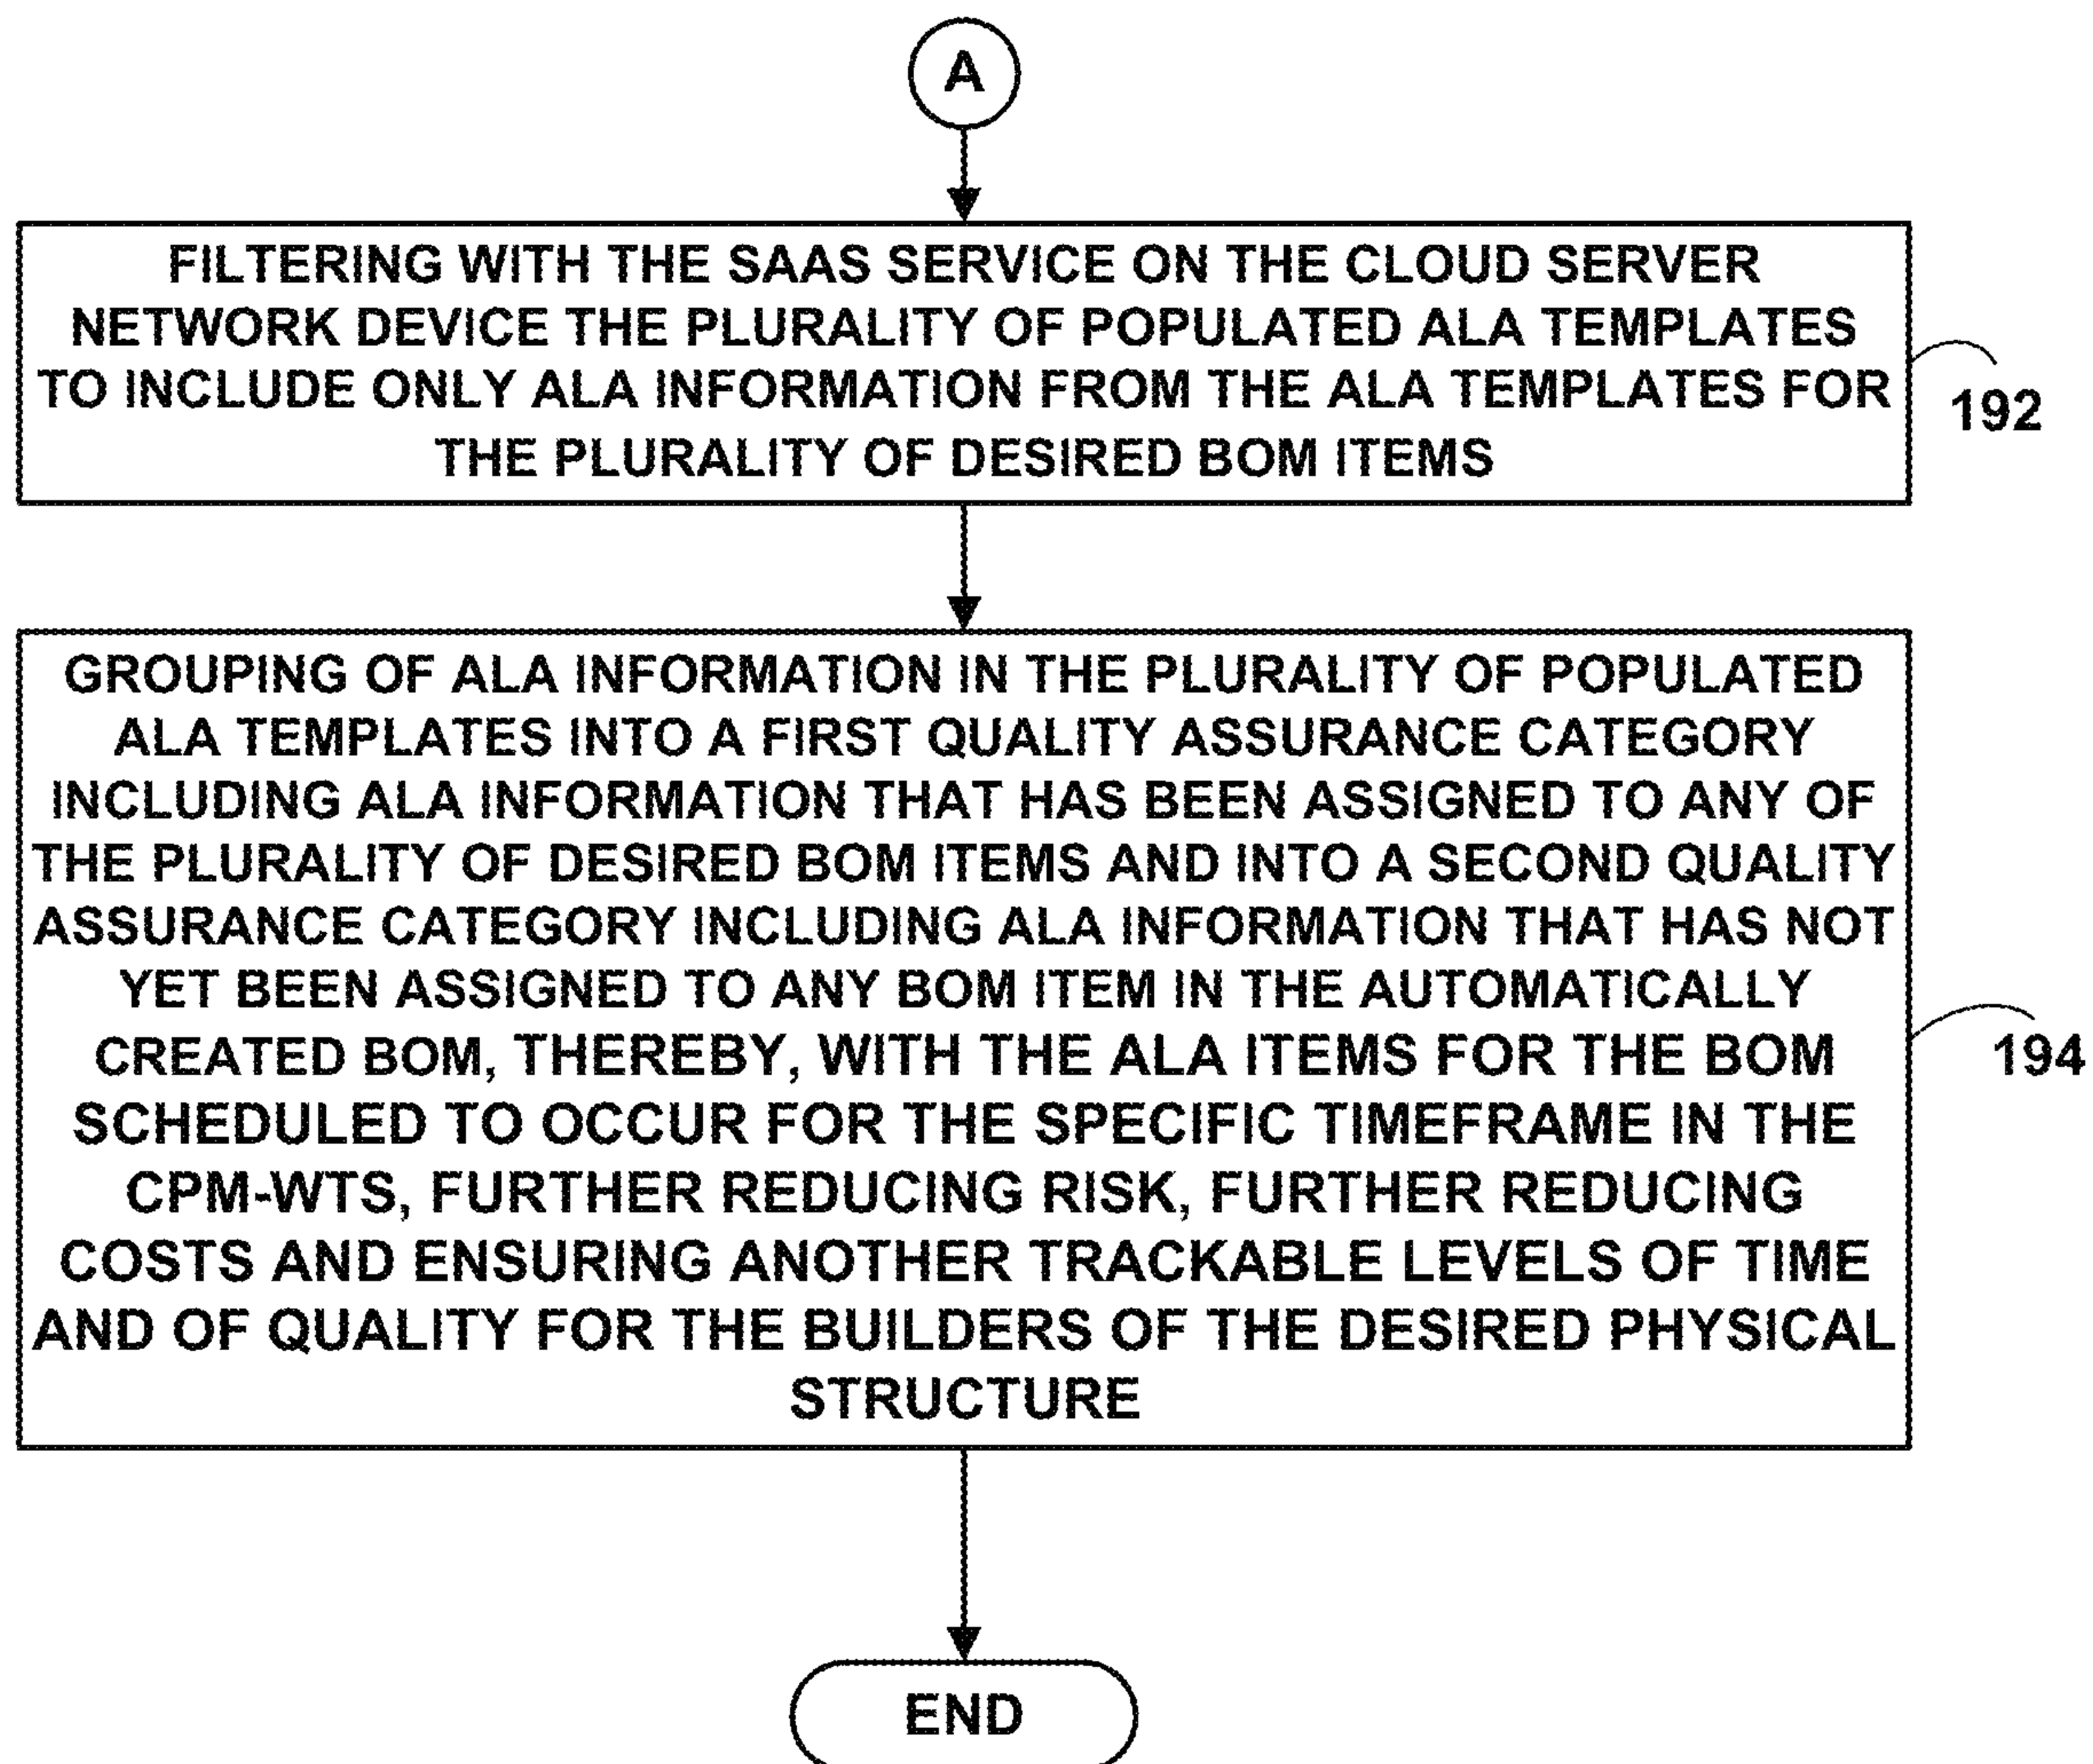 A
FILTERING WITH THE SAAS SERVICE ON THE CLOUD SERVER
NETWORK DEVICE THE PLURALITY OF POPULATED ALA TEMPLATES
TO INCLUDE ONLY ALA INFORMATION FROM THE ALA TEMPLATES FOR
THE PLURALITY OF DESIRED BOM ITEMS
192
GROUPING OF ALA INFORMATION IN THE PLURALITY OF POPULATED
ALA TEMPLATES INTO A FIRST QUALITY ASSURANCE CATEGORY
INCLUDING ALA INFORMATION THAT HAS BEEN ASSIGNED TO ANY OF
THE PLURALITY OF DESIRED BOM ITEMS AND INTO A SECOND QUALITY
ASSURANCE CATEGORY INCLUDING ALA INFORMATION THAT HAS NOT
YET BEEN ASSIGNED TO ANY BOM ITEM IN THE AUTOMATICALLY
CREATED BOM, THEREBY, WITH THE ALA ITEMS FOR THE BOM
SCHEDULED TO OCCUR FOR THE SPECIFIC TIMEFRAME IN THE
CPM-WTS, FURTHER REDUCING RISK, FURTHER REDUCING
COSTS AND ENSURING ANOTHER TRACKABLE LEVELS OF TIME
AND OF QUALITY FOR THE BUILDERS OF THE DESIRED PHYSICAL
STRUCTURE
194
END